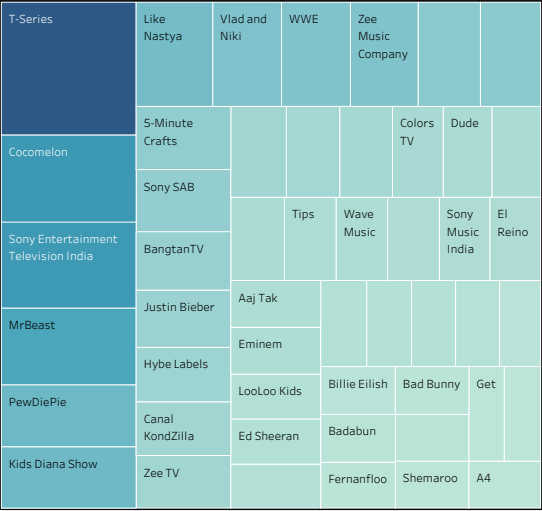 T-Series
Cocomelon
Sony Entertainment
Television India
MrBeast
PewDiePie
Kids Diana Show
Like
Nastya
Vlad and
Niki
WWE
Zee
Music
Company
5-Minute
Crafts
Sony SAB
BangtanTV
Justin Bieber
Hybe Labels
Canal
KondZilla
Zee TV
Colors
TV
Dude
Tips
Wave
Music
Sony
Music
India
El
Reino
Aaj Tak
Eminem
LooLoo Kids
Ed Sheeran
Billie Eilish
Bad Bunny
Get
Badabun
Fernanfloo
Shemaroo
A4